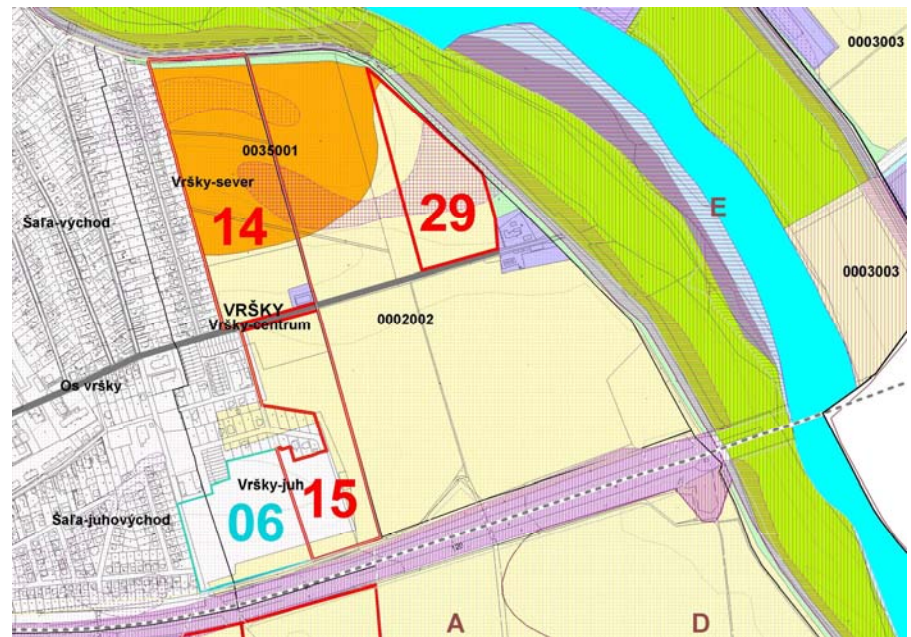 0003003
0035001
Vršky-sever
Šaľa-východ
14
29
E
0003003
VRŠKY
Vršky-centrum
0002002
Os vŕšky
Vršky-juh
15
06
Šaľa-juhovýchod
A
D